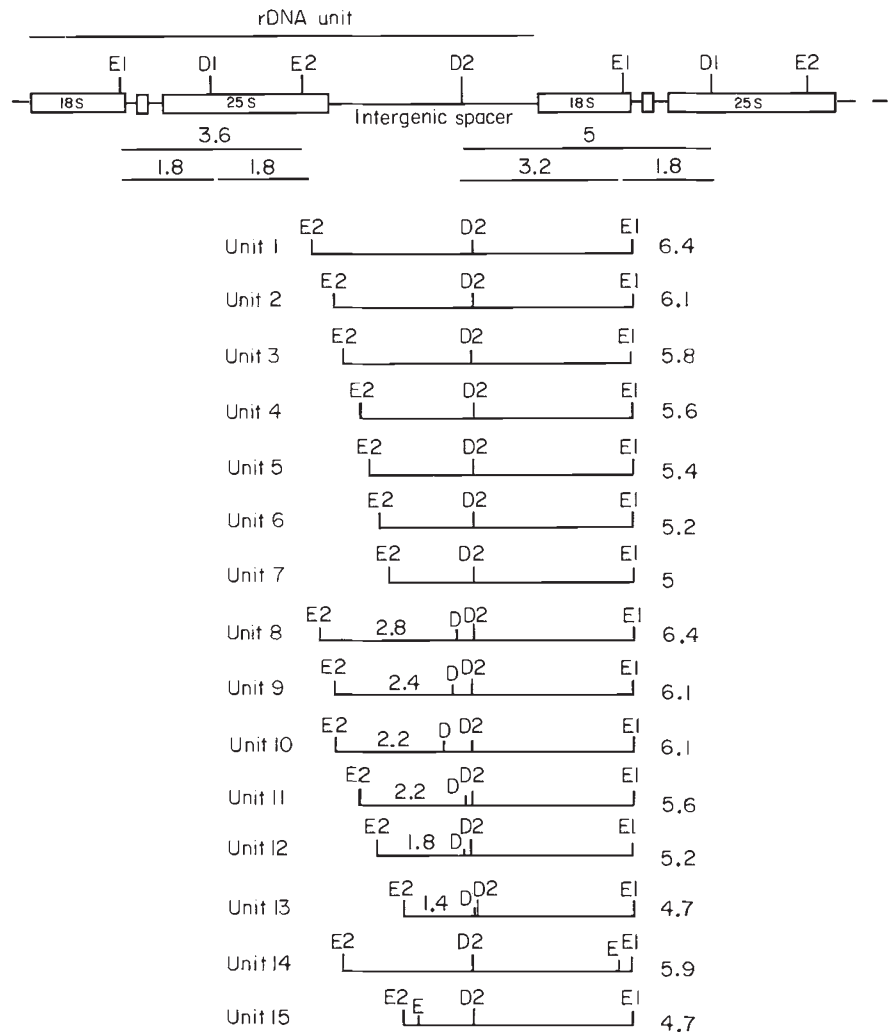 rDNA unit
E1 D1 E2 D2 E1 D1 E2
18S 25S Intergenic spacer 18S 25S
3.6 5
1.8 1.8 3.2 1.8
E2 D2 E1
Unit 1 6.4
E2 D2 E1
Unit 2 6.1
E2 D2 E1
Unit 3 5.8
E2 D2 E1
Unit 4 5.6
E2 D2 E1
Unit 5 5.4
E2 D2 E1
Unit 6 5.2
E2 D2 E1
Unit 7 5
E2 D D2 E1
Unit 8 2.8 6.4
E2 D D2 E1
Unit 9 2.4 6.1
E2 D D2 E1
Unit 10 2.2 6.1
E2 D D2 E1
Unit 11 2.2 5.6
E2 D D2 E1
Unit 12 1.8 5.2
E2 D D2 E1
Unit 13 1.4 4.7
E2 D2 E E1
Unit 14 5.9
E2 E D2 E1
Unit 15 4.7